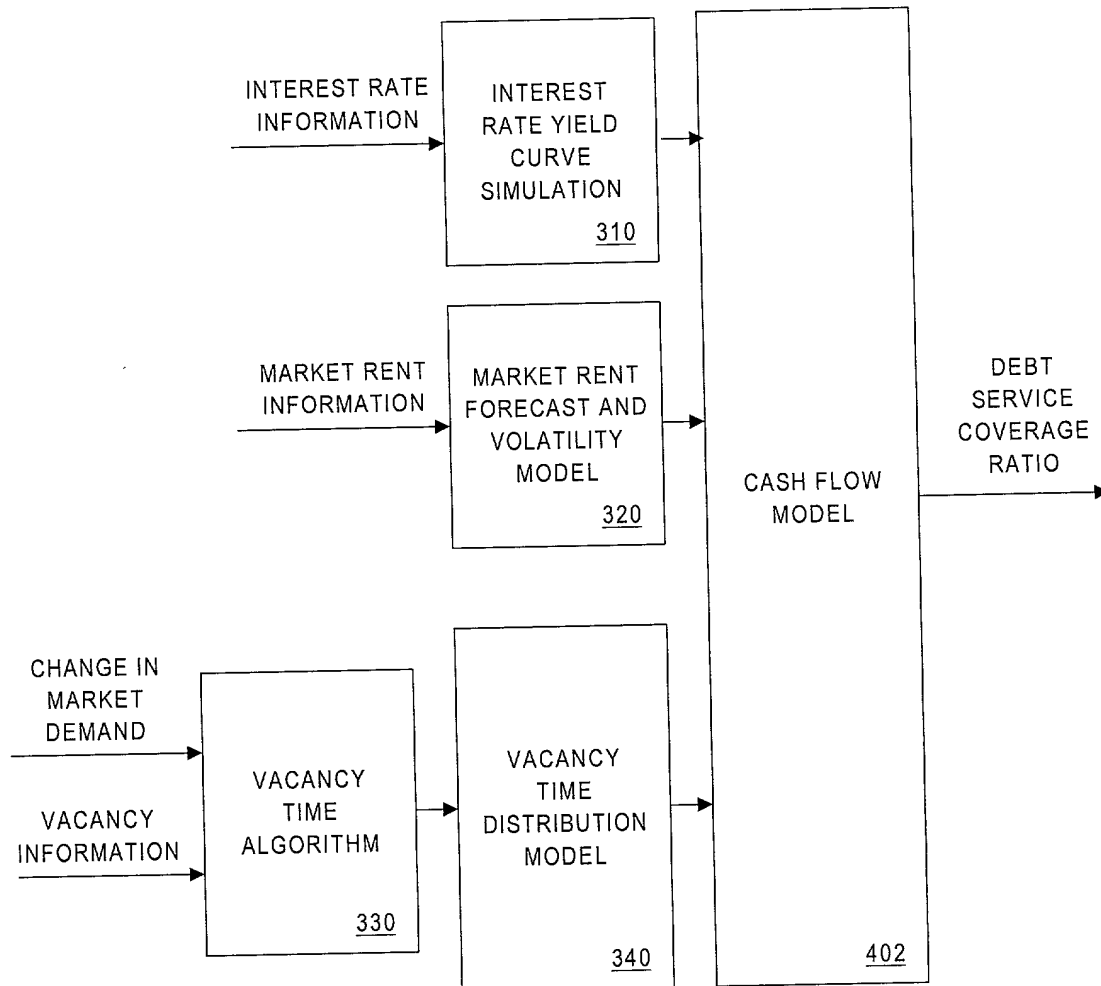 INTEREST RATE
INFORMATION
INTEREST
RATE YIELD
CURVE
SIMULATION
310
MARKET RENT
INFORMATION
MARKET RENT
FORECAST AND
VOLATILITY
MODEL
320
CHANGE IN
MARKET
DEMAND
VACANCY
INFORMATION
VACANCY
TIME
ALGORITHM
330
VACANCY
TIME
DISTRIBUTION
MODEL
340
CASH FLOW
MODEL
402
DEBT
SERVICE
COVERAGE
RATIO